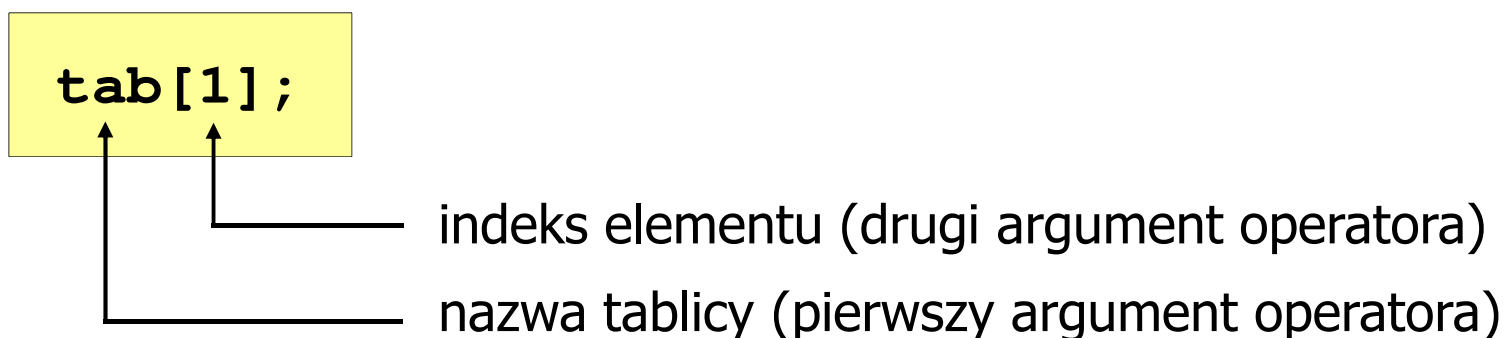 tab[1];
indeks elementu (drugi argument operatora)
nazwa tablicy (pierwszy argument operatora)